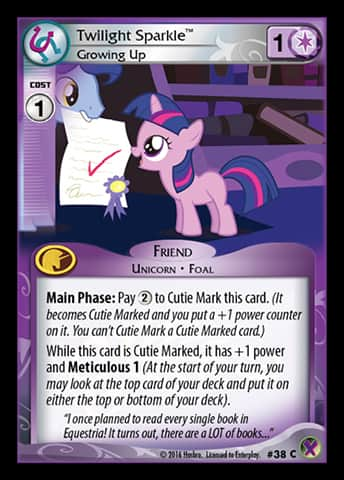 Twilight Sparkle™
Growing Up
1
COST
1
FRIEND
UNICORN • FOAL
Main Phase: Pay 2 to Cutie Mark this card. (It
becomes Cutie Marked and you put a +1 power counter
on it. You can't Cutie Mark a Cutie Marked card.)
While this card is Cutie Marked, it has +1 power
and Meticulous 1 (At the start of your turn, you
may look at the top card of your deck and put it on
either the top or bottom of your deck).
"I once planned to read every single book in
Equestria! It turns out, there are a LOT of books..."
© 2016 Hasbro. Licensed to Enterplay. #38 C